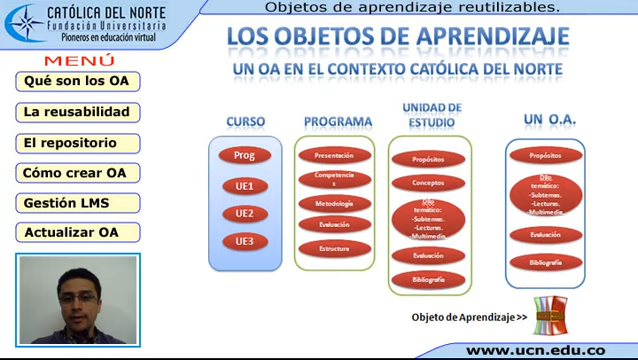 CATÓLICA DEL NORTE
Fundación Universitaria
Pioneros en educación virtual
Objetos de aprendizaje reutilizables.
LOS OBJETOS DE APRENDIZAJE
UN OA EN EL CONTEXTO CATÓLICA DEL NORTE
MENÚ
Qué son los OA
La reusabilidad
El repositorio
Cómo crear OA
Gestión LMS
Actualizar OA
CURSO
Prog
UE1
UE2
UE3
PROGRAMA
Presentación
Competencia
s
Metodología
Evaluación
Estructura
UNIDAD DE
ESTUDIO
Propósitos
Conceptos
Dllo
temático:
-Subtemas.
-Lecturas.
-Multimedia
Evaluación
Bibliografía
UN O.A.
Propósitos
Dllo
temático:
-Subtemas.
-Lecturas.
-Multimedia
Evaluación
Bibliografía
Objeto de Aprendizaje >>
www.ucn.edu.co